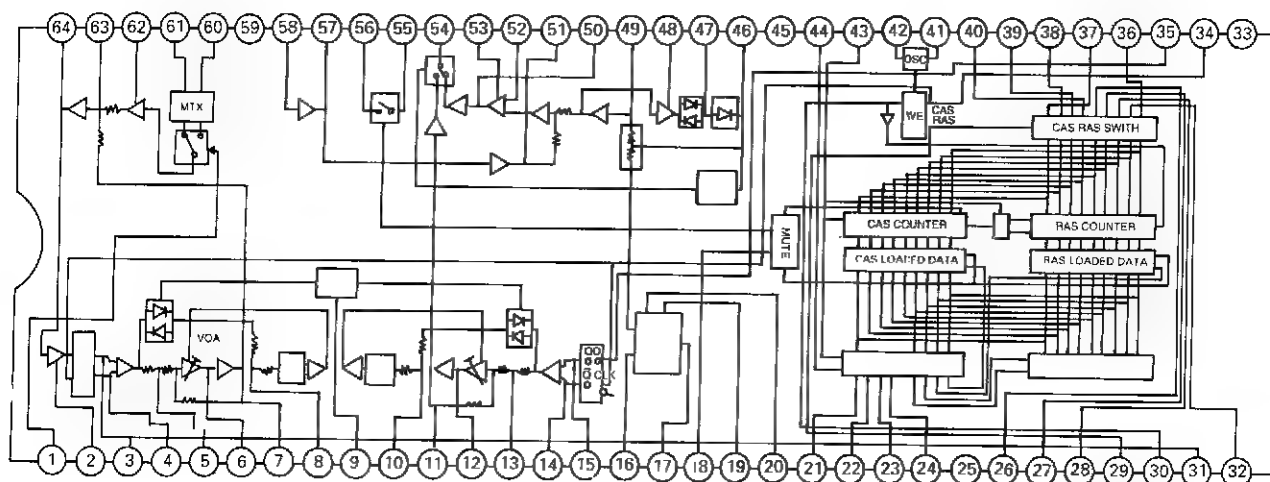 64 63 62 61 60 59 58 57 56 55 54 53 52 51 50 49 48 47 46 45 44 43 42 41 40 39 38 37 36 35 34 33
OSC
MTX
WE
CAS
RAS
CAS RAS SWITH
MUTE
CAS COUNTER
RAS COUNTER
CAS LOADED DATA
RAS LOADED DATA
VOA
CLK
1 2 3 4 5 6 7 8 9 10 11 12 13 14 15 16 17 18 19 20 21 22 23 24 25 26 27 28 29 30 31 32